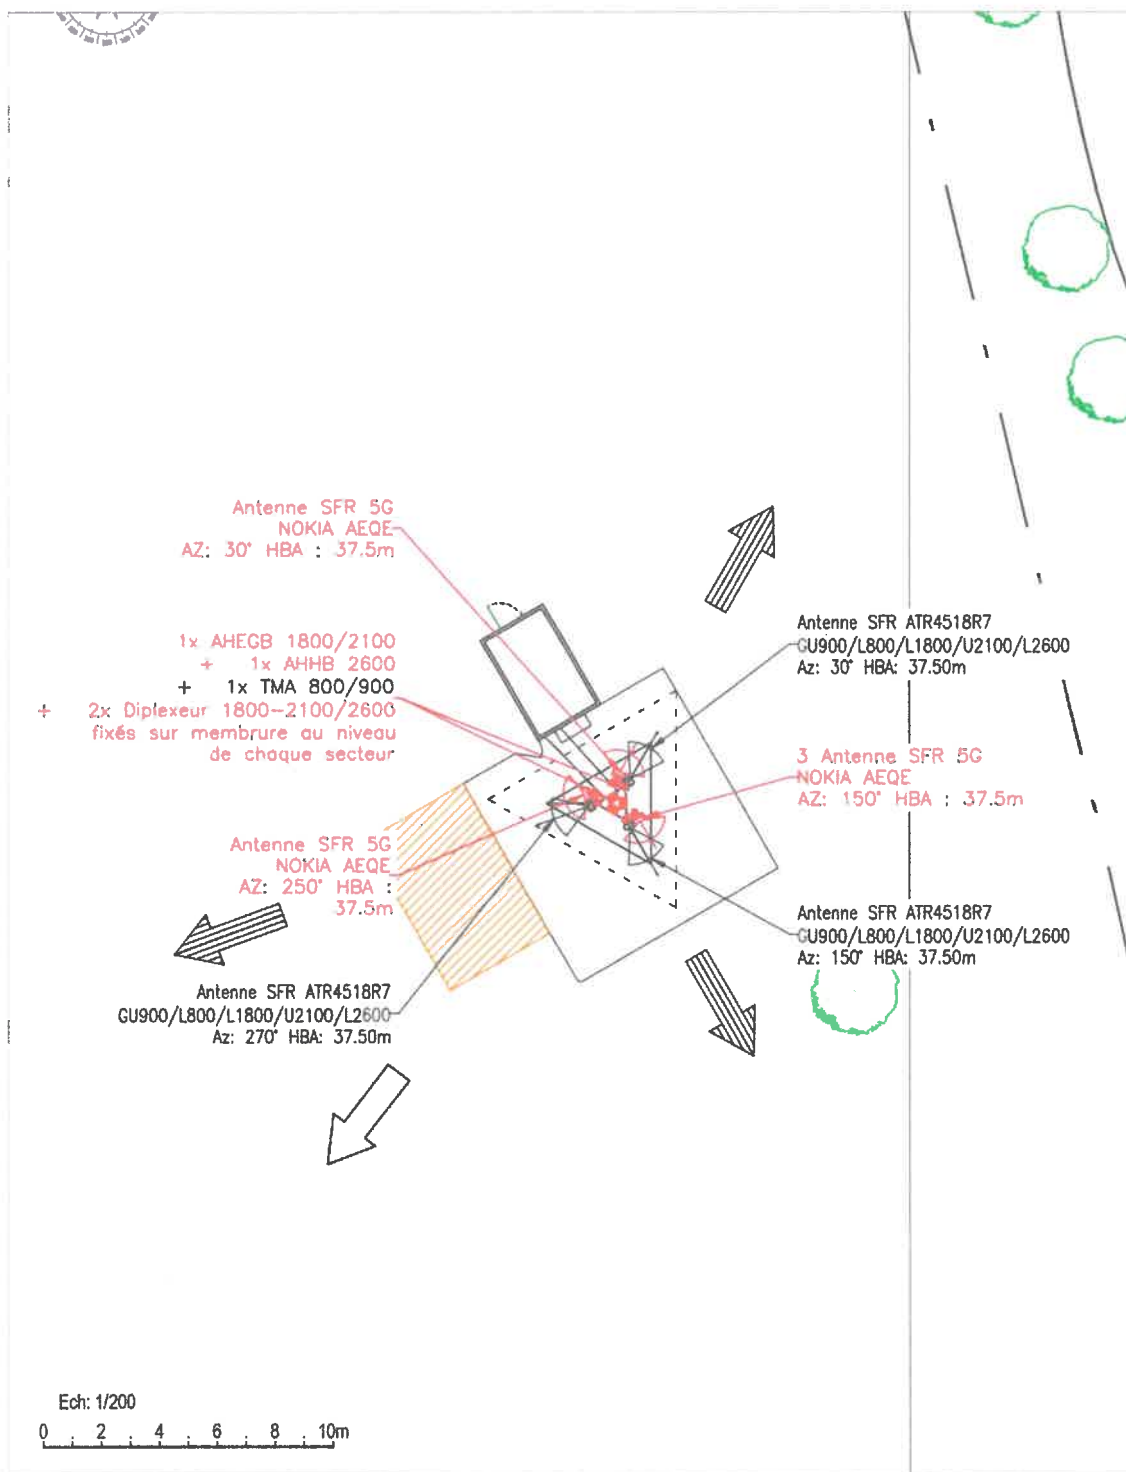 Antenne SFR 5G
NOKIA AEQE
AZ: 30° HBA : 37.5m
1x AHEGB 1800/2100
+ 1x AHHB 2600
+ 1x TMA 800/900
+ 2x Diplexeur 1800-2100/2600
fixés sur membrure au niveau
de chaque secteur
Antenne SFR ATR4518R7
GU900/L800/L1800/U2100/L2600
Az: 30° HBA: 37.50m
3 Antenne SFR 5G
NOKIA AEQE
AZ: 150° HBA : 37.5m
Antenne SFR 5G
NOKIA AEQE
AZ: 250° HBA :
37.5m
Antenne SFR ATR4518R7
GU900/L800/L1800/U2100/L2600
Az: 150° HBA: 37.50m
Antenne SFR ATR4518R7
GU900/L800/L1800/U2100/L2600
Az: 270° HBA: 37.50m
Ech: 1/200
0 2 4 6 8 10m